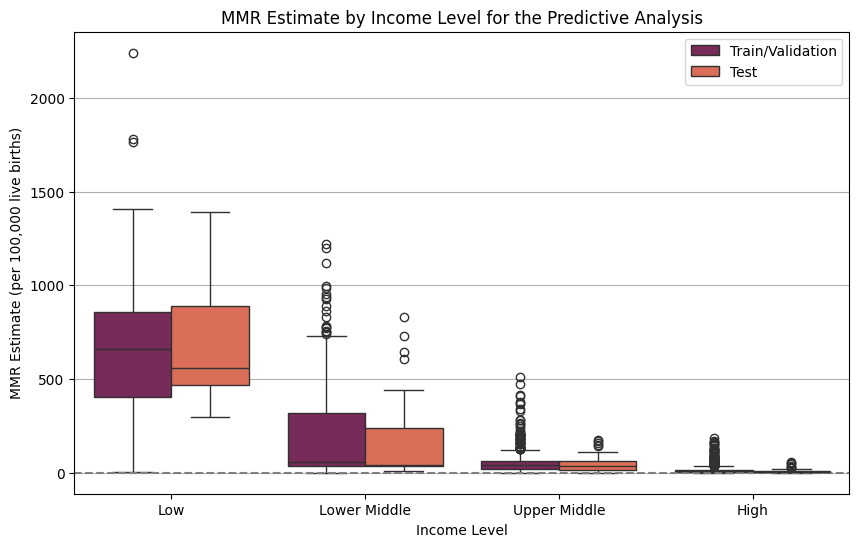 MMR Estimate by Income Level for the Predictive Analysis
Train/Validation
Test
MMR Estimate (per 100,000 live births)
2000
1500
1000
500
0
Low
Lower Middle
Upper Middle
High
Income Level